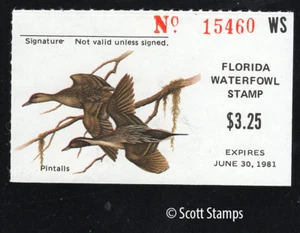 No 15460 WS
Signature Not valid unless signed.
FLORIDA
WATERFOWL
STAMP
$3.25
Pintails
EXPIRES
JUNE 30, 1981
© Scott Stamps